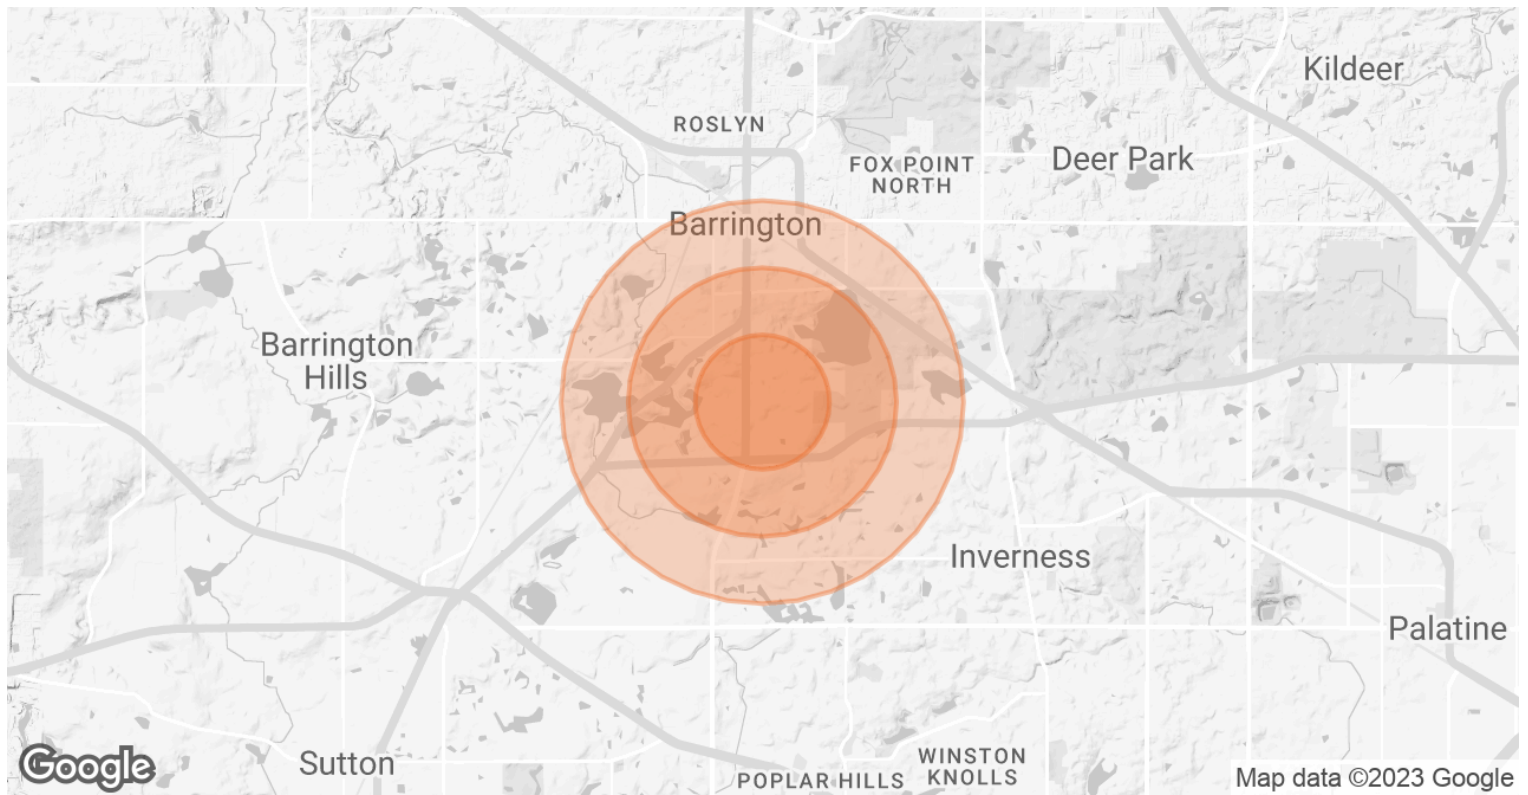 Kildeer
ROSLYN
FOX POINT
NORTH
Deer Park
Barrington
Barrington
Hills
Inverness
Palatine
Sutton
WINSTON
KNOLLS
POPLAR HILLS
Google
Map data ©2023 Google